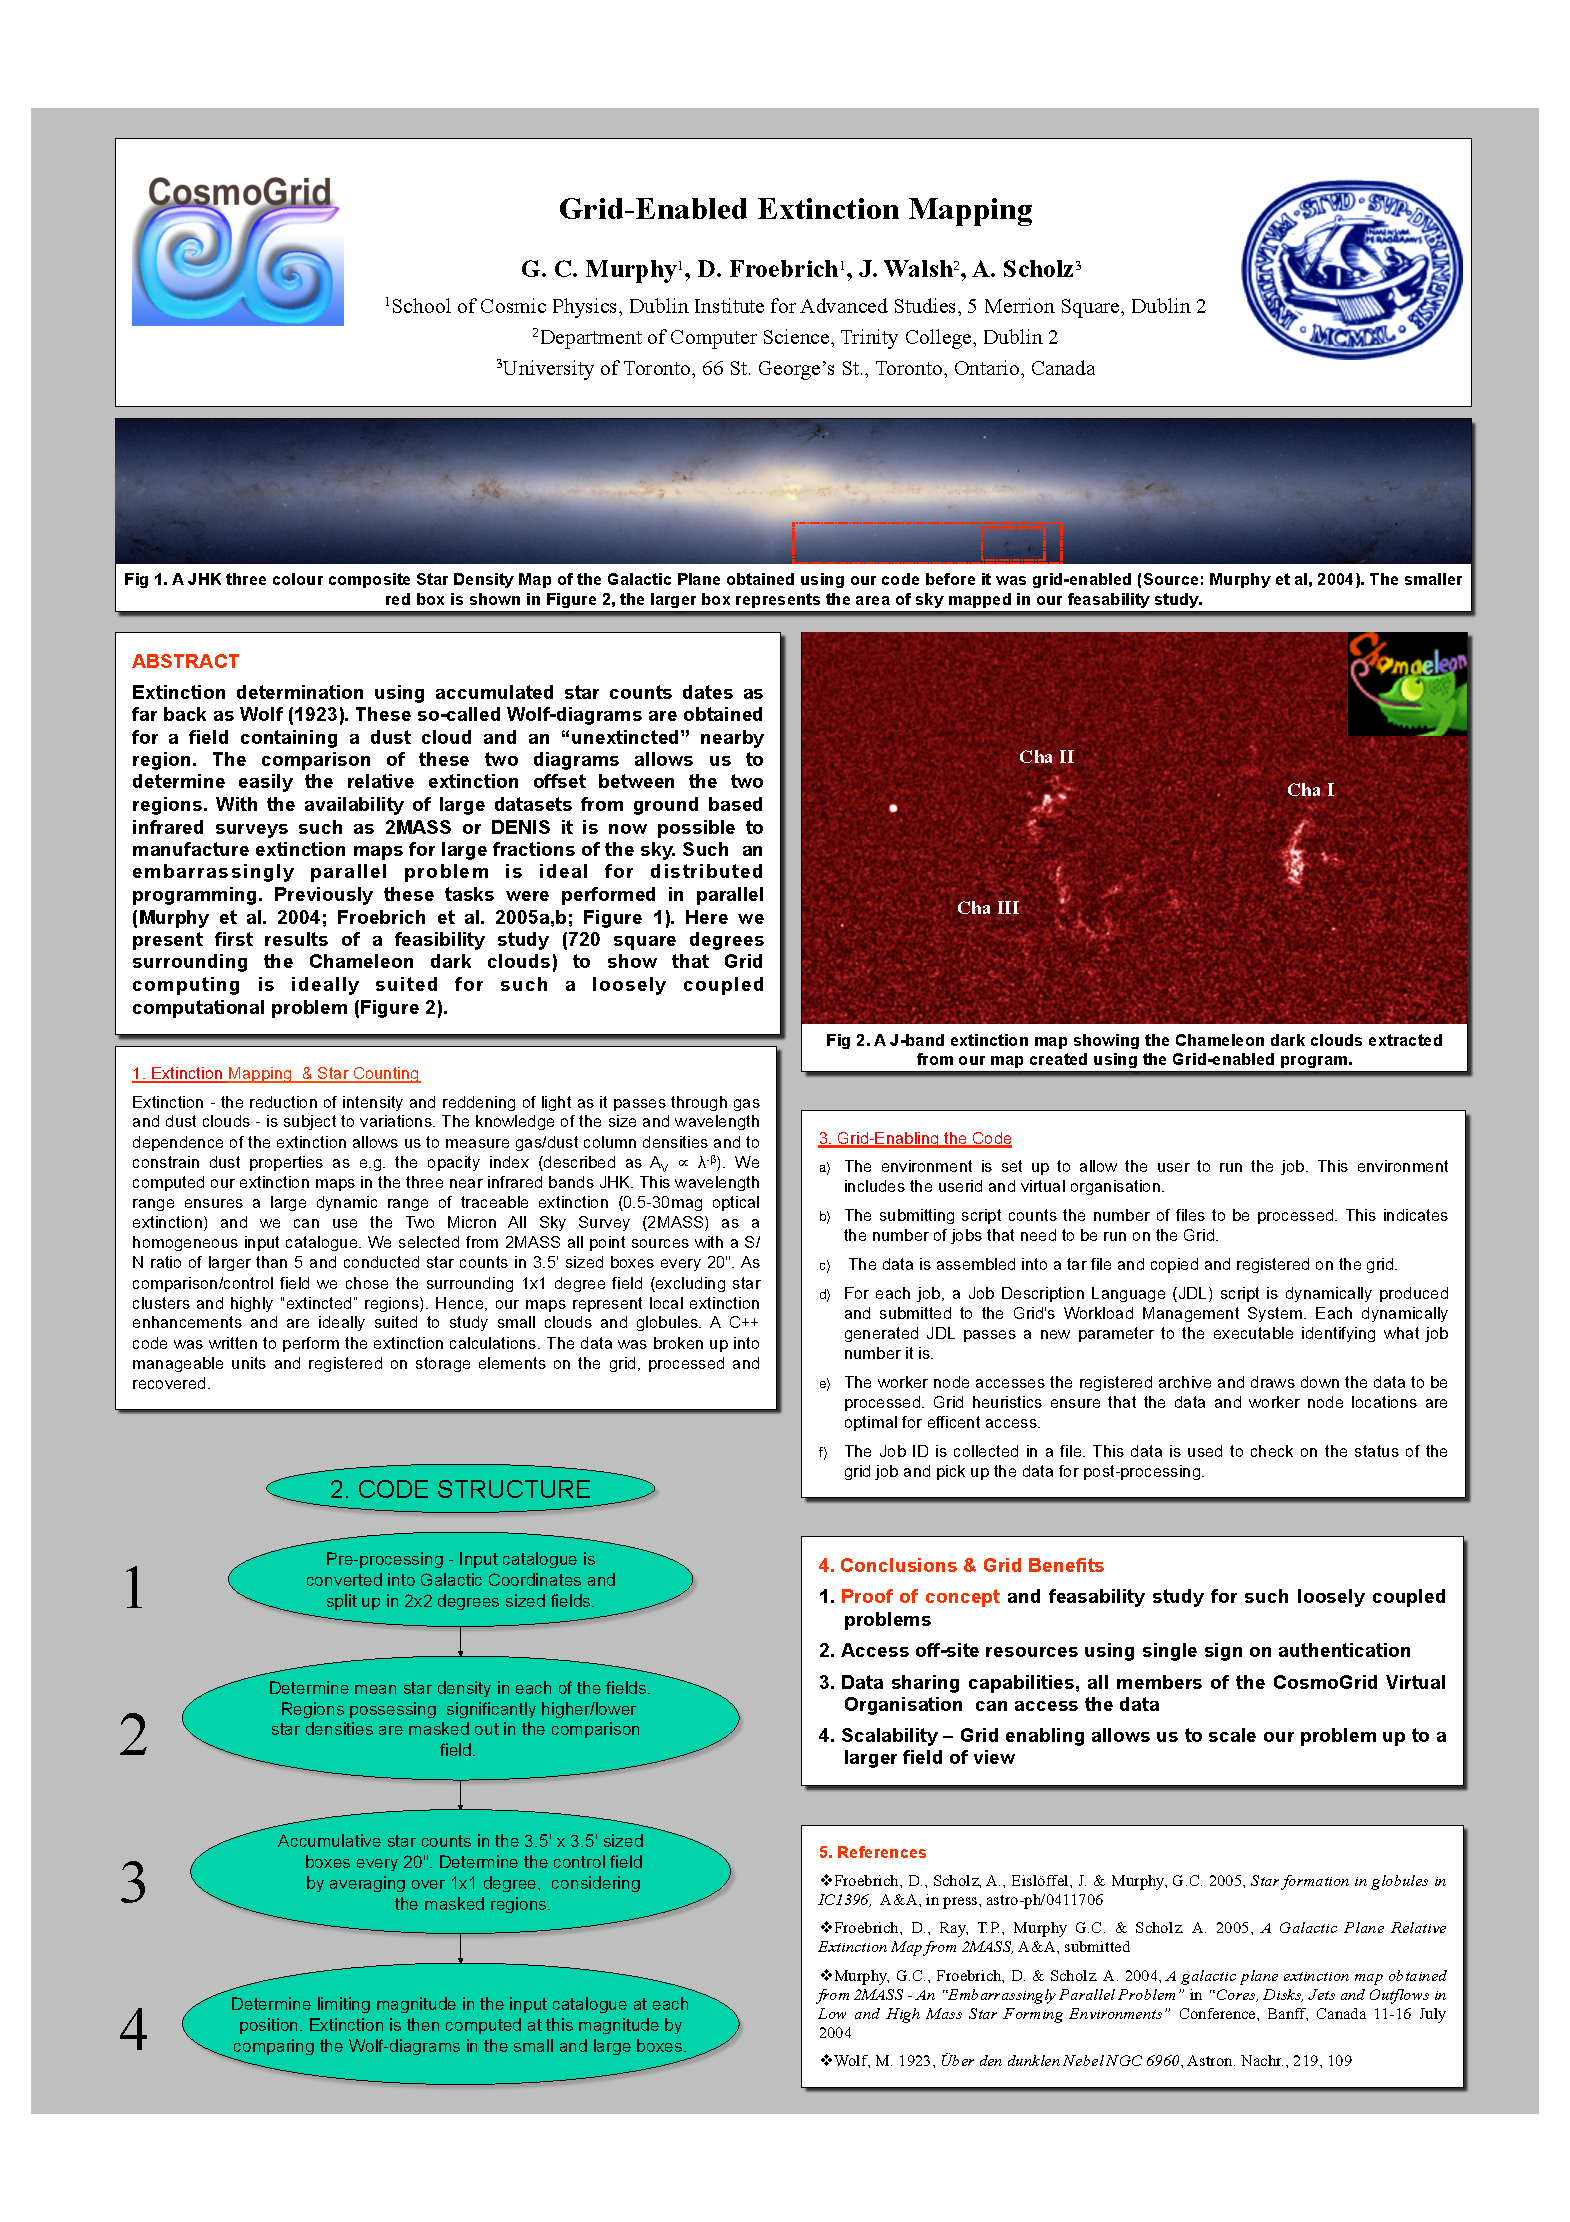 CosmoGrid
Grid-Enabled Extinction Mapping
G. C. Murphy¹, D. Froebrich¹, J. Walsh², A. Scholz³
¹School of Cosmic Physics, Dublin Institute for Advanced Studies, 5 Merrion Square, Dublin 2
²Department of Computer Science, Trinity College, Dublin 2
³University of Toronto, 66 St. George’s St., Toronto, Ontario, Canada
INSTITVTVM · STVD · SVP · DVBLINENSE
MCMXL
Fig 1. A JHK three colour composite Star Density Map of the Galactic Plane obtained using our code before it was grid-enabled (Source: Murphy et al, 2004). The smaller
red box is shown in Figure 2, the larger box represents the area of sky mapped in our feasability study.
ABSTRACT
Extinction determination using accumulated star counts dates as
far back as Wolf (1923). These so-called Wolf-diagrams are obtained
for a field containing a dust cloud and an “unextincted” nearby
region. The comparison of these two diagrams allows us to
determine easily the relative extinction offset between the two
regions. With the availability of large datasets from ground based
infrared surveys such as 2MASS or DENIS it is now possible to
manufacture extinction maps for large fractions of the sky. Such an
embarrassingly parallel problem is ideal for distributed
programming. Previously these tasks were performed in parallel
(Murphy et al. 2004; Froebrich et al. 2005a,b; Figure 1). Here we
present first results of a feasibility study (720 square degrees
surrounding the Chameleon dark clouds) to show that Grid
computing is ideally suited for such a loosely coupled
computational problem (Figure 2).
Chamaeleon
Cha II
Cha I
Cha III
Fig 2. A J-band extinction map showing the Chameleon dark clouds extracted
from our map created using the Grid-enabled program.
1. Extinction Mapping & Star Counting
Extinction - the reduction of intensity and reddening of light as it passes through gas
and dust clouds - is subject to variations. The knowledge of the size and wavelength
dependence of the extinction allows us to measure gas/dust column densities and to
constrain dust properties as e.g. the opacity index (described as A_V ∝ λ^-β). We
computed our extinction maps in the three near infrared bands JHK. This wavelength
range ensures a large dynamic range of traceable extinction (0.5-30mag optical
extinction) and we can use the Two Micron All Sky Survey (2MASS) as a
homogeneous input catalogue. We selected from 2MASS all point sources with a S/
N ratio of larger than 5 and conducted star counts in 3.5' sized boxes every 20". As
comparison/control field we chose the surrounding 1x1 degree field (excluding star
clusters and highly "extincted" regions). Hence, our maps represent local extinction
enhancements and are ideally suited to study small clouds and globules. A C++
code was written to perform the extinction calculations. The data was broken up into
manageable units and registered on storage elements on the grid, processed and
recovered.
2. CODE STRUCTURE
1
Pre-processing - Input catalogue is
converted into Galactic Coordinates and
split up in 2x2 degrees sized fields.
2
Determine mean star density in each of the fields.
Regions possessing significantly higher/lower
star densities are masked out in the comparison
field.
3
Accumulative star counts in the 3.5' x 3.5' sized
boxes every 20". Determine the control field
by averaging over 1x1 degree, considering
the masked regions.
4
Determine limiting magnitude in the input catalogue at each
position. Extinction is then computed at this magnitude by
comparing the Wolf-diagrams in the small and large boxes.
3. Grid-Enabling the Code
a) The environment is set up to allow the user to run the job. This environment
includes the userid and virtual organisation.
b) The submitting script counts the number of files to be processed. This indicates
the number of jobs that need to be run on the Grid.
c) The data is assembled into a tar file and copied and registered on the grid.
d) For each job, a Job Description Language (JDL) script is dynamically produced
and submitted to the Grid's Workload Management System. Each dynamically
generated JDL passes a new parameter to the executable identifying what job
number it is.
e) The worker node accesses the registered archive and draws down the data to be
processed. Grid heuristics ensure that the data and worker node locations are
optimal for efficent access.
f) The Job ID is collected in a file. This data is used to check on the status of the
grid job and pick up the data for post-processing.
4. Conclusions & Grid Benefits
1. Proof of concept and feasability study for such loosely coupled
problems
2. Access off-site resources using single sign on authentication
3. Data sharing capabilities, all members of the CosmoGrid Virtual
Organisation can access the data
4. Scalability – Grid enabling allows us to scale our problem up to a
larger field of view
5. References
❖Froebrich, D., Scholz, A., Eislöffel, J. & Murphy, G.C. 2005, Star formation in globules in
IC1396, A&A, in press, astro-ph/0411706
❖Froebrich, D., Ray, T.P., Murphy G.C. & Scholz A. 2005, A Galactic Plane Relative
Extinction Map from 2MASS, A&A, submitted
❖Murphy, G.C., Froebrich, D. & Scholz A. 2004, A galactic plane extinction map obtained
from 2MASS - An “Embarrassingly Parallel Problem” in “Cores, Disks, Jets and Outflows in
Low and High Mass Star Forming Environments” Conference, Banff, Canada 11-16 July
2004
❖Wolf, M. 1923, Über den dunklen Nebel NGC 6960, Astron. Nachr., 219, 109